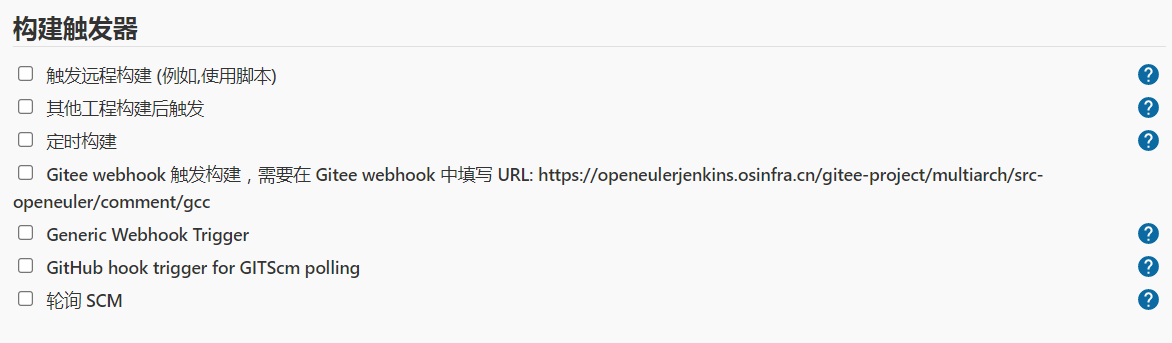 构建触发器
触发远程构建 (例如,使用脚本)
其他工程构建后触发
定时构建
Gitee webhook 触发构建，需要在 Gitee webhook 中填写 URL: https://openeulerjenkins.osinfra.cn/gitee-project/multiarch/src-
openeuler/comment/gcc
Generic Webhook Trigger
GitHub hook trigger for GITScm polling
轮询 SCM